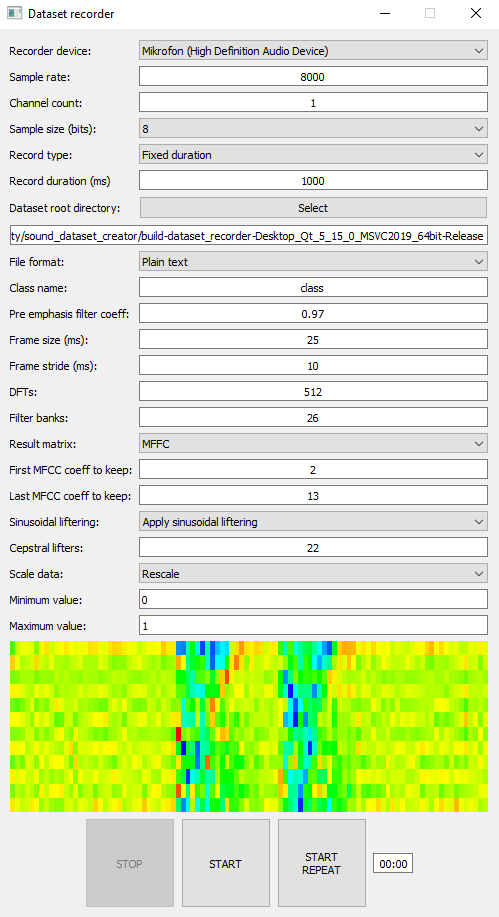 Dataset recorder
Recorder device: Mikrofon (High Definition Audio Device)
Sample rate: 8000
Channel count: 1
Sample size (bits): 8
Record type: Fixed duration
Record duration (ms) 1000
Dataset root directory: Select
ty/sound_dataset_creator/build-dataset_recorder-Desktop_Qt_5_15_0_MSVC2019_64bit-Release
File format: Plain text
Class name: class
Pre emphasis filter coeff: 0.97
Frame size (ms): 25
Frame stride (ms): 10
DFTs: 512
Filter banks: 26
Result matrix: MFFC
First MFCC coeff to keep: 2
Last MFCC coeff to keep: 13
Sinusoidal liftering: Apply sinusoidal liftering
Cepstral lifters: 22
Scale data: Rescale
Minimum value: 0
Maximum value: 1
STOP START START REPEAT 00:00